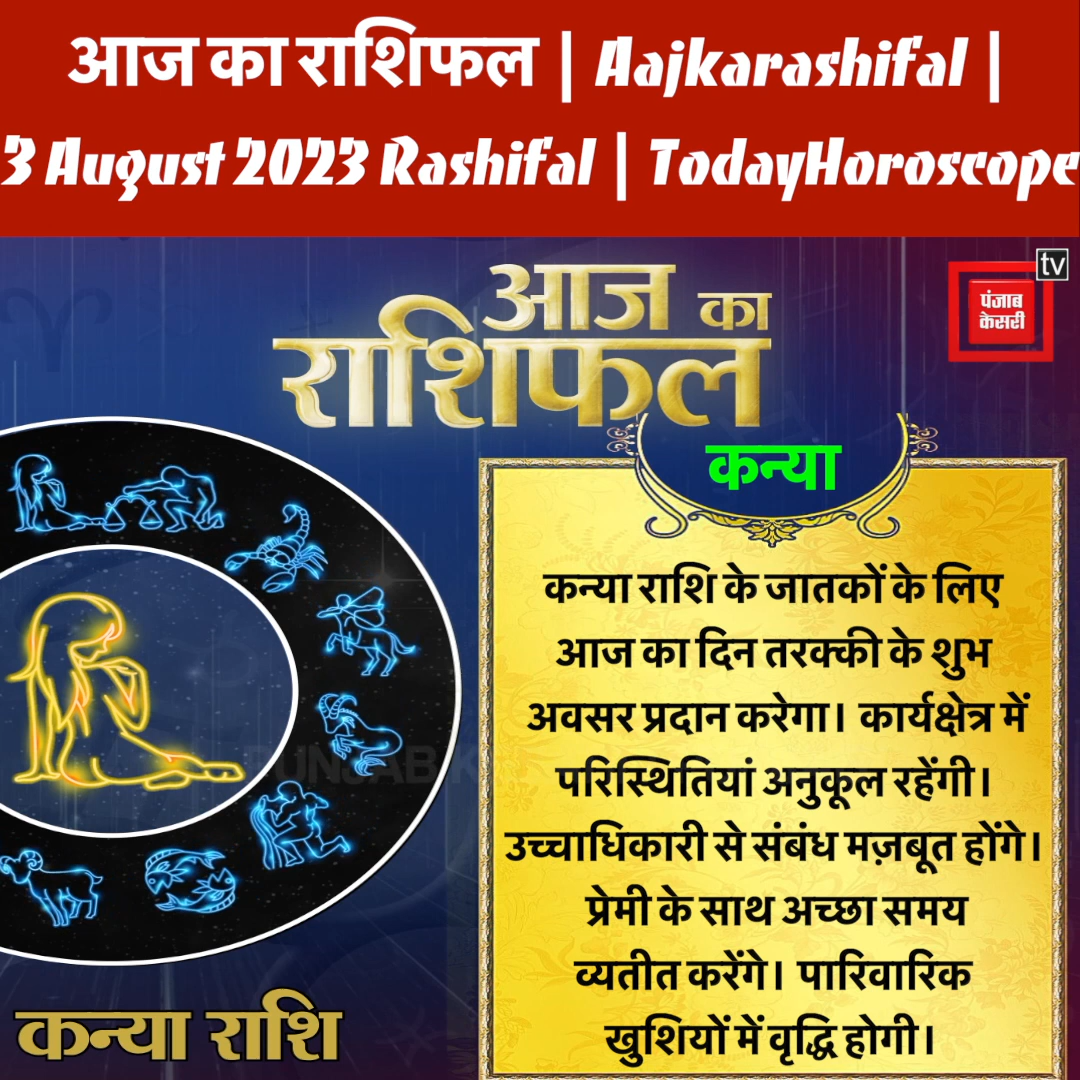 आज का राशिफल | Aajkarashifal |
3 August 2023 Rashifal | TodayHoroscope
आज का
राशिफल
tv
पंजाब
केसरी
कन्या
कन्या राशि के जातकों के लिए
आज का दिन तरक्की के शुभ
अवसर प्रदान करेगा। कार्यक्षेत्र में
परिस्थितियां अनुकूल रहेंगी।
उच्चाधिकारी से संबंध मज़बूत होंगे।
प्रेमी के साथ अच्छा समय
व्यतीत करेंगे। पारिवारिक
खुशियों में वृद्धि होगी।
कन्या राशि